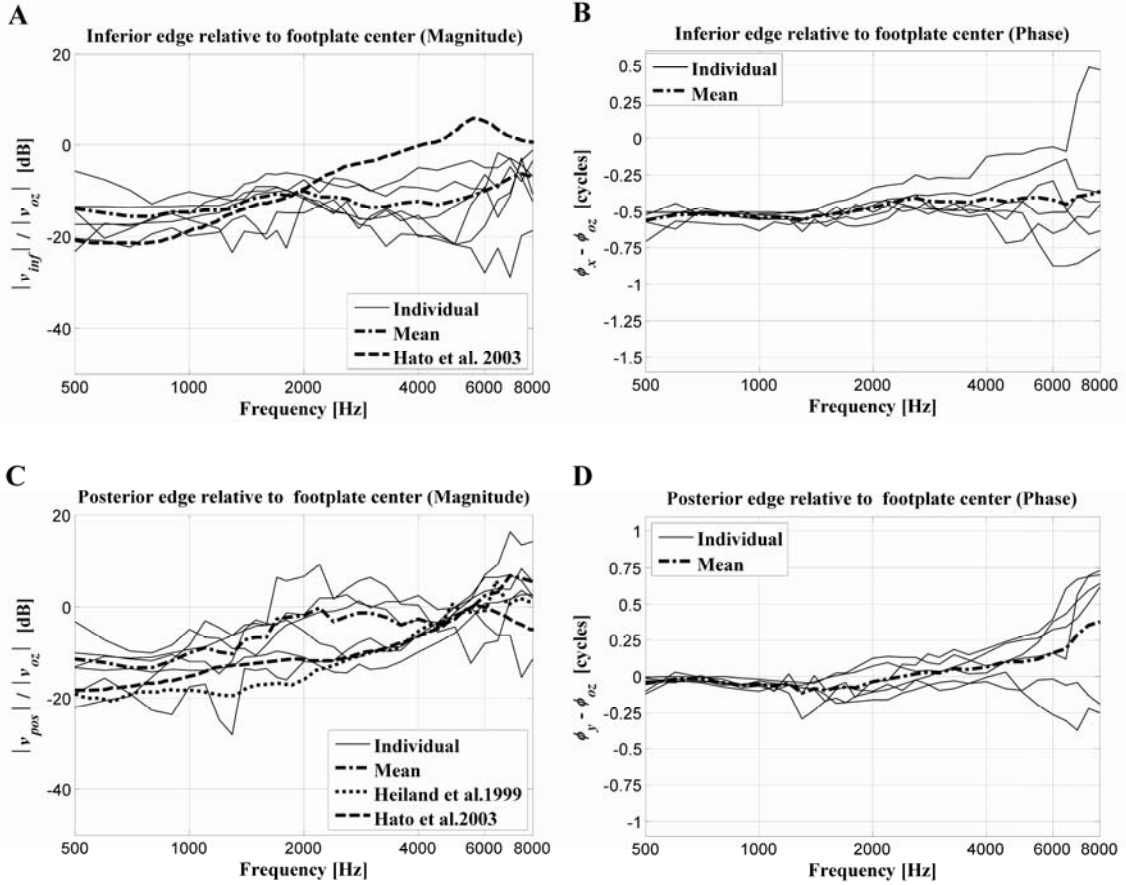 A
Inferior edge relative to footplate center (Magnitude)
20
0
-20
-40
| v_inf | / | v_oz | [dB]
Individual
Mean
Hato et al. 2003
500 1000 2000 4000 6000 8000
Frequency [Hz]
B
Inferior edge relative to footplate center (Phase)
0.5
0.25
0
-0.25
-0.5
-0.75
-1
-1.25
-1.5
ϕ_x - ϕ_oz [cycles]
Individual
Mean
500 1000 2000 4000 6000 8000
Frequency [Hz]
C
Posterior edge relative to footplate center (Magnitude)
20
0
-20
-40
| v_pos | / | v_oz | [dB]
Individual
Mean
Heiland et al.1999
Hato et al.2003
500 1000 2000 4000 6000 8000
Frequency [Hz]
D
Posterior edge relative to footplate center (Phase)
1
0.75
0.5
0.25
0
-0.25
-0.5
-0.75
-1
ϕ_y - ϕ_oz [cycles]
Individual
Mean
500 1000 2000 4000 6000 8000
Frequency [Hz]